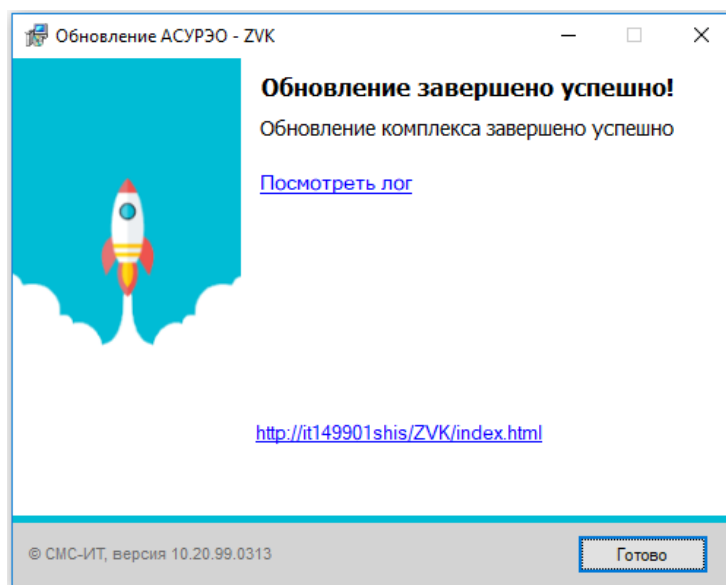 Обновление АСУРЭО - ZVK
Обновление завершено успешно!
Обновление комплекса завершено успешно
Посмотреть лог
http://it149901shis/ZVK/index.html
© СМС-ИТ, версия 10.20.99.0313
Готово